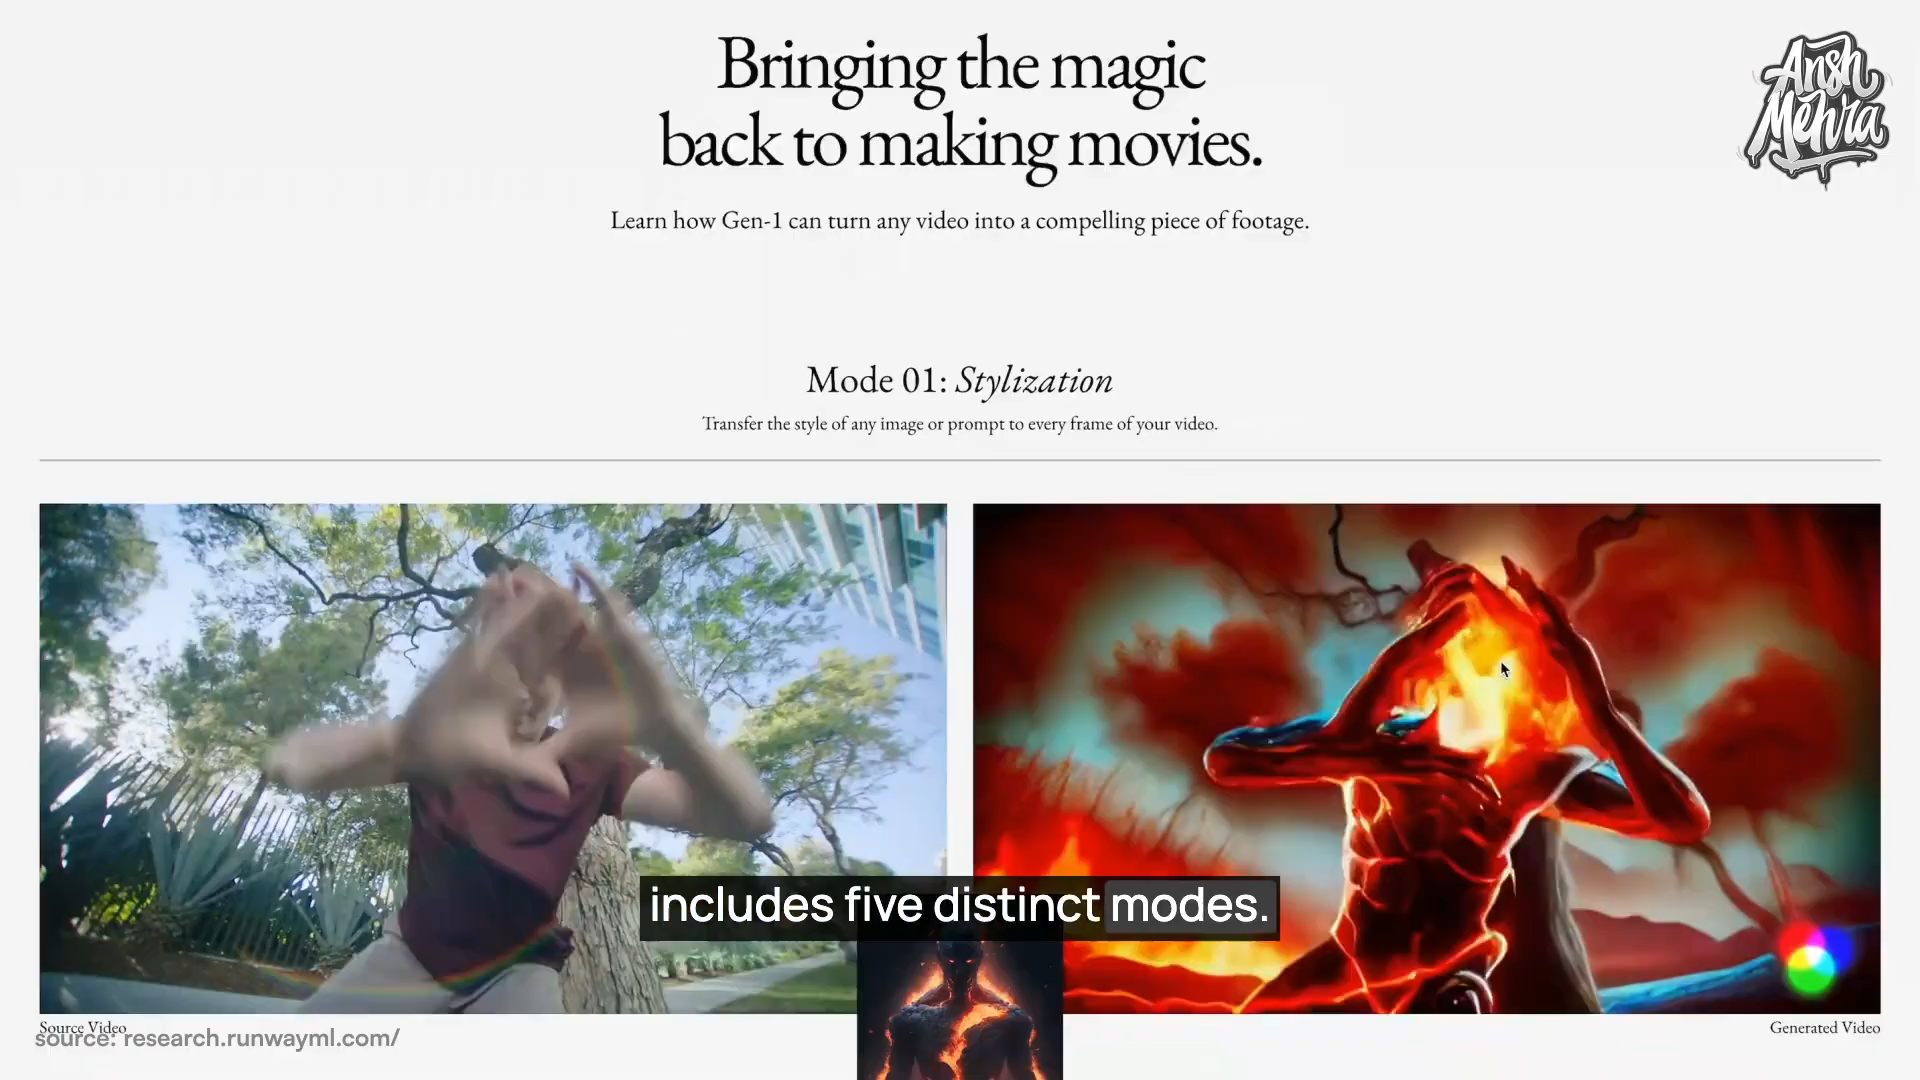 Bringing the magic
back to making movies.
Ansh
Mehra
Learn how Gen-1 can turn any video into a compelling piece of footage.
Mode 01: Stylization
Transfer the style of any image or prompt to every frame of your video.
includes five distinct modes.
Source Video
source: research.runwayml.com/
Generated Video